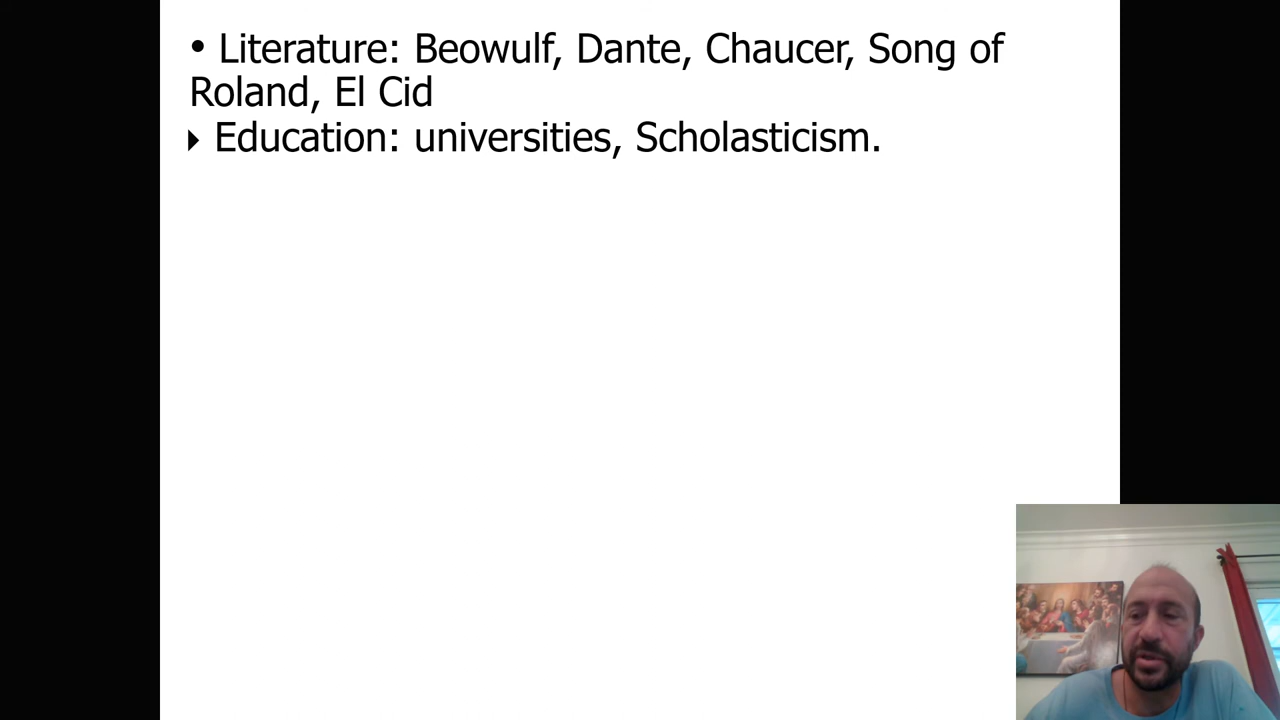 • Literature: Beowulf, Dante, Chaucer, Song of
Roland, El Cid
‣ Education: universities, Scholasticism.